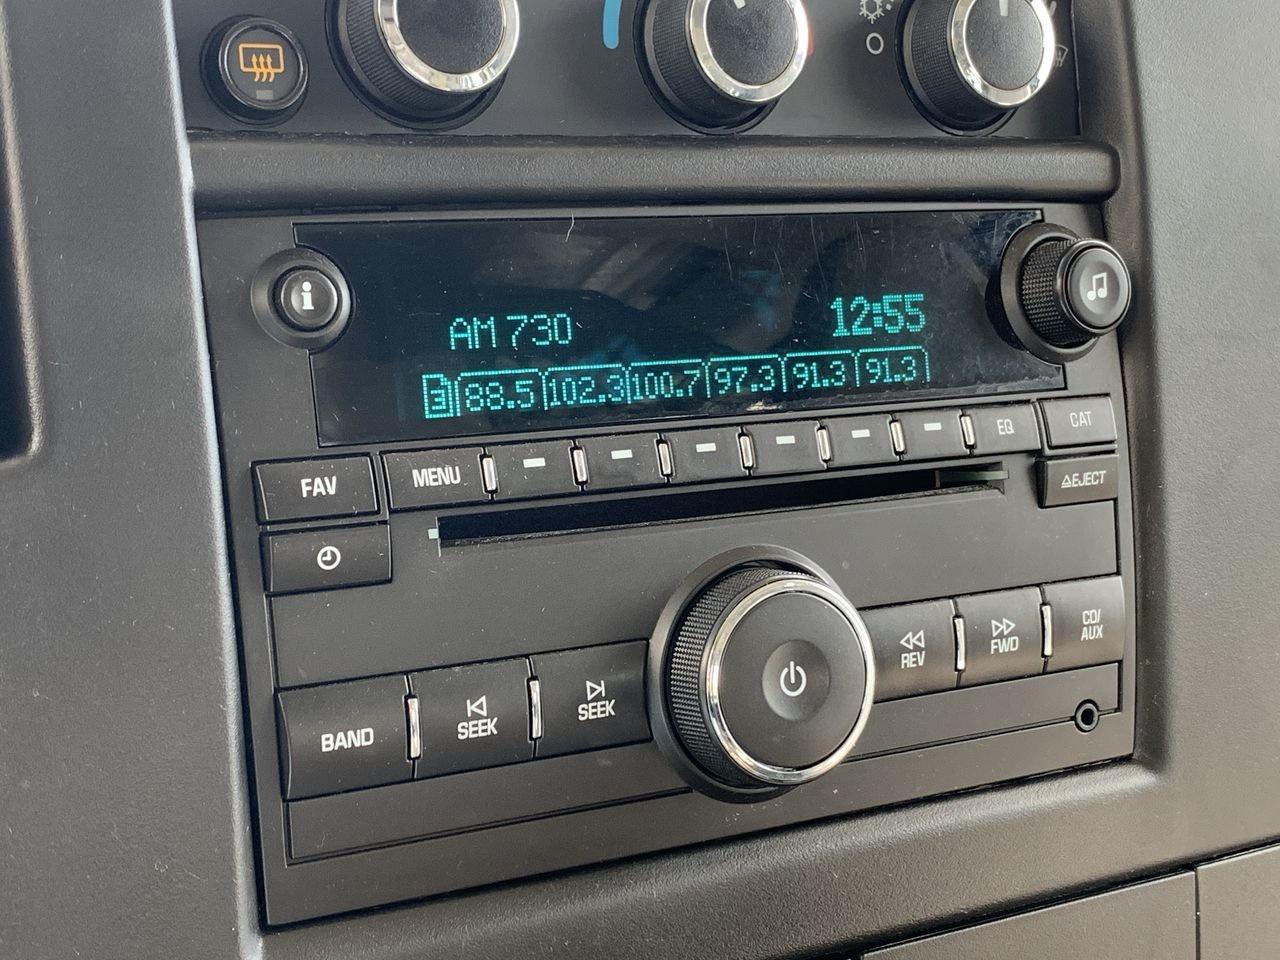 i
AM 730 12:55
3 88.5 102.3 100.7 97.3 91.3 91.3
FAV MENU EQ CAT
EJECT
BAND SEEK SEEK REV FWD CD/
AUX